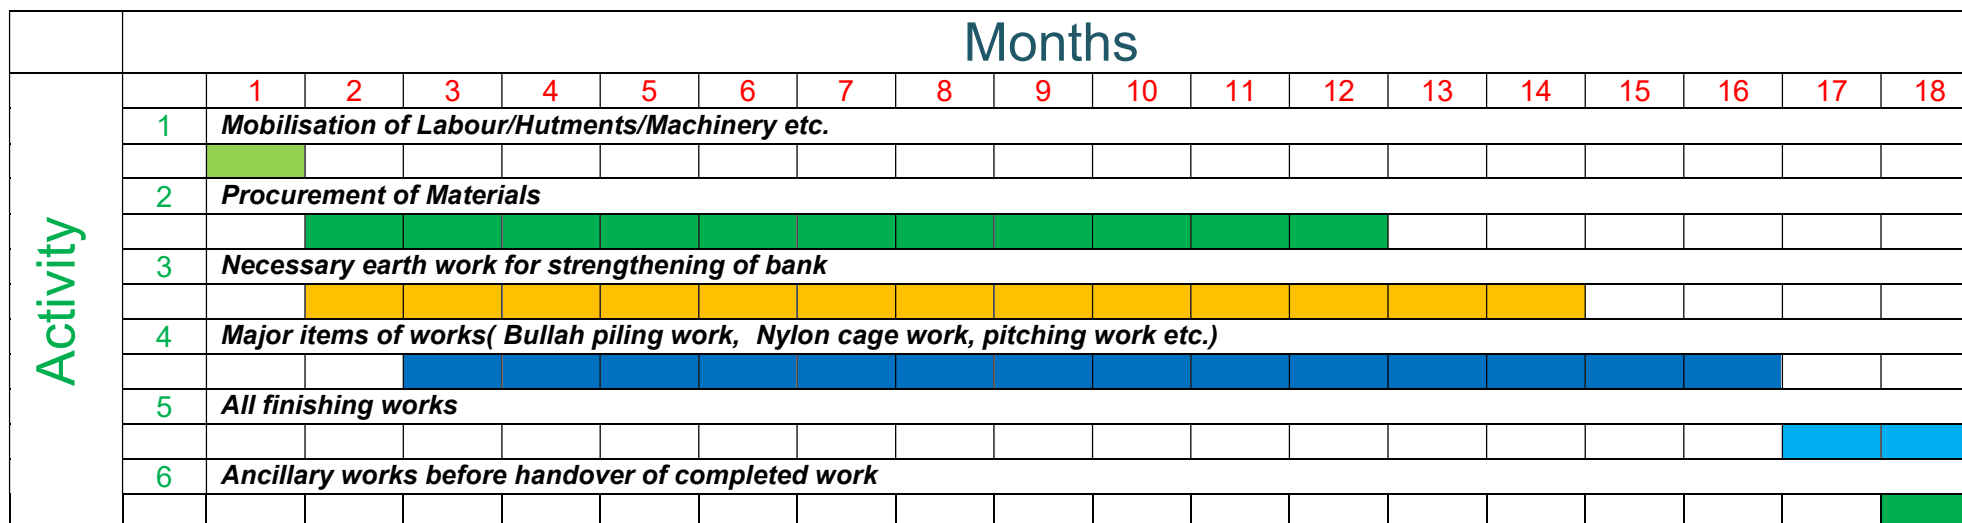 Months
Activity
1 2 3 4 5 6 7 8 9 10 11 12 13 14 15 16 17 18
1 Mobilisation of Labour/Hutments/Machinery etc.
2 Procurement of Materials
3 Necessary earth work for strengthening of bank
4 Major items of works( Bullah piling work, Nylon cage work, pitching work etc.)
5 All finishing works
6 Ancillary works before handover of completed work